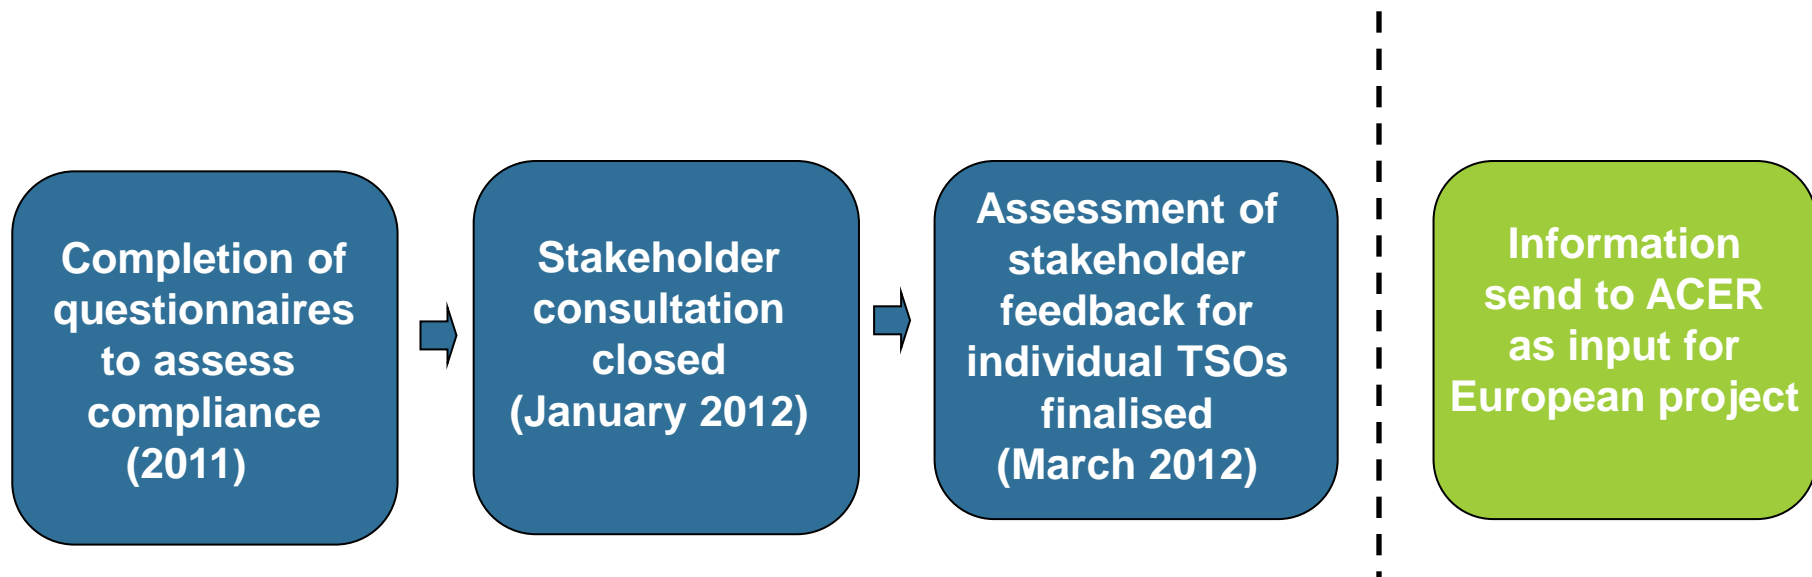 Completion of
questionnaires
to assess
compliance
(2011)
Stakeholder
consultation
closed
(January 2012)
Assessment of
stakeholder
feedback for
individual TSOs
finalised
(March 2012)
Information
send to ACER
as input for
European project